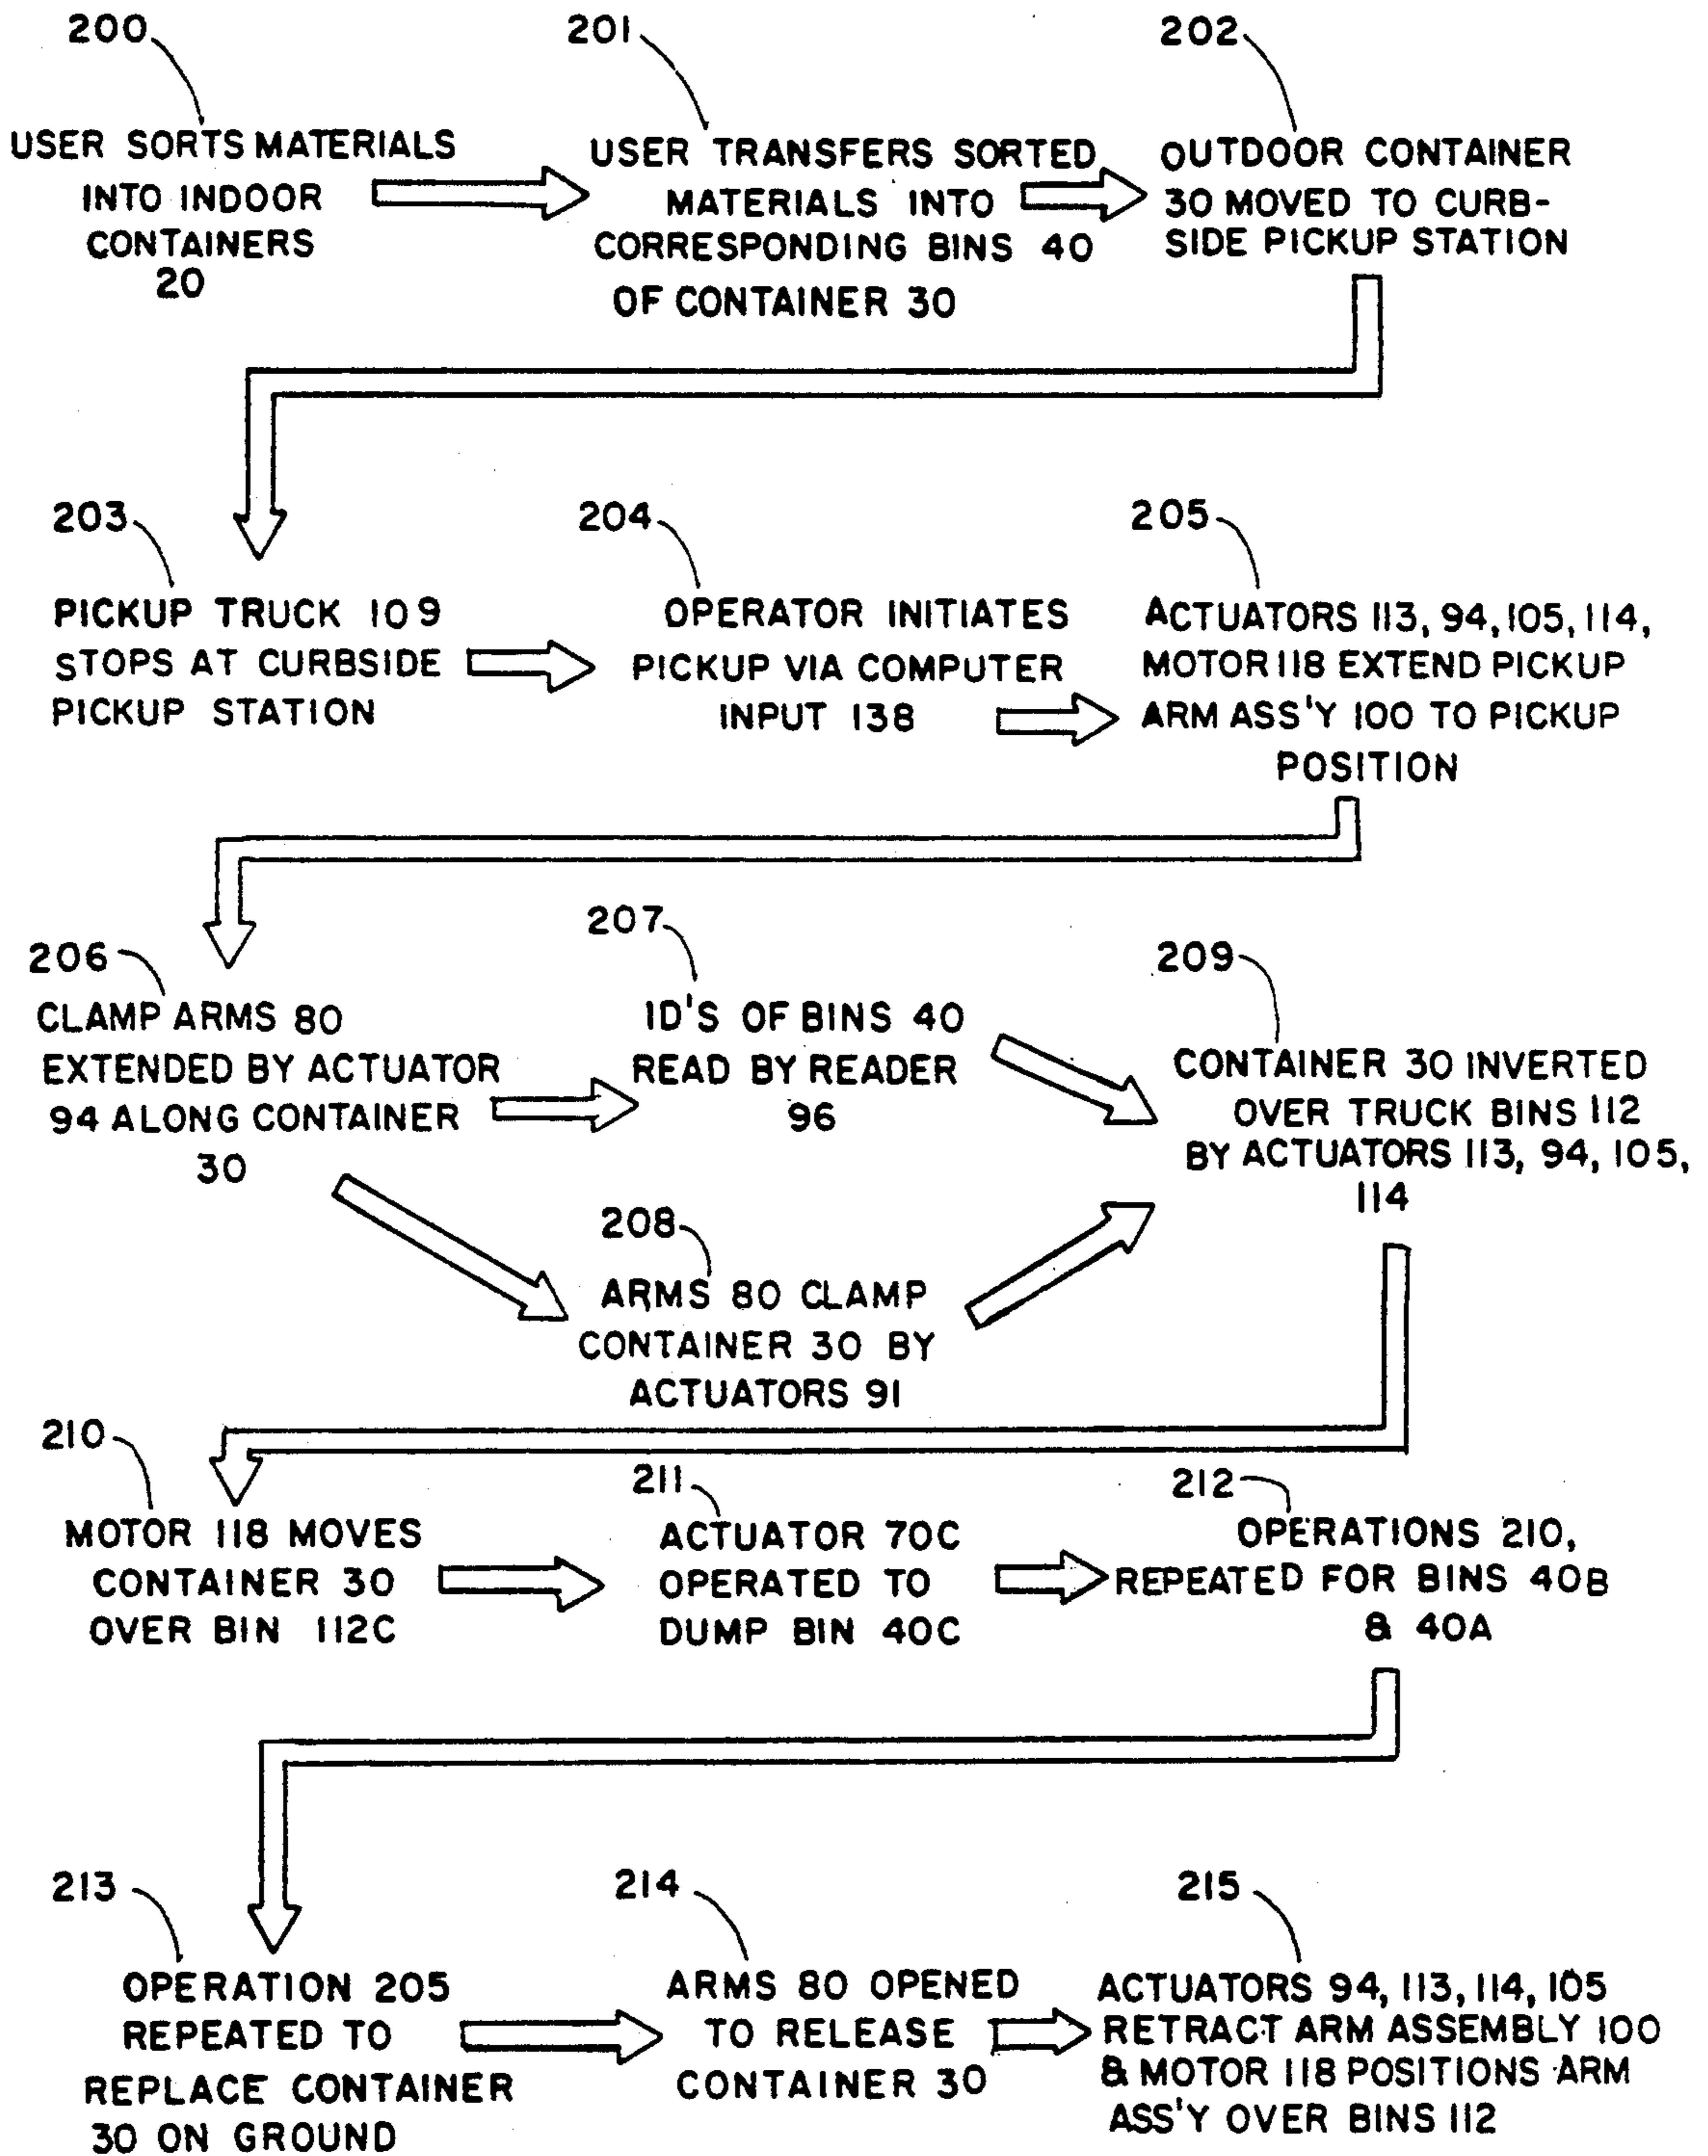 200
USER SORTS MATERIALS
INTO INDOOR
CONTAINERS
20
201
USER TRANSFERS SORTED
MATERIALS INTO
CORRESPONDING BINS 40
OF CONTAINER 30
202
OUTDOOR CONTAINER
30 MOVED TO CURB-
SIDE PICKUP STATION
203
PICKUP TRUCK 109
STOPS AT CURBSIDE
PICKUP STATION
204
OPERATOR INITIATES
PICKUP VIA COMPUTER
INPUT 138
205
ACTUATORS 113, 94, 105, 114,
MOTOR 118 EXTEND PICKUP
ARM ASS'Y 100 TO PICKUP
POSITION
206
CLAMP ARMS 80
EXTENDED BY ACTUATOR
94 ALONG CONTAINER
30
207
ID'S OF BINS 40
READ BY READER
96
208
ARMS 80 CLAMP
CONTAINER 30 BY
ACTUATORS 91
209
CONTAINER 30 INVERTED
OVER TRUCK BINS 112
BY ACTUATORS 113, 94, 105,
114
210
MOTOR 118 MOVES
CONTAINER 30
OVER BIN 112C
211
ACTUATOR 70C
OPERATED TO
DUMP BIN 40C
212
OPERATIONS 210,
REPEATED FOR BINS 40B
& 40A
213
OPERATION 205
REPEATED TO
REPLACE CONTAINER
30 ON GROUND
214
ARMS 80 OPENED
TO RELEASE
CONTAINER 30
215
ACTUATORS 94, 113, 114, 105
RETRACT ARM ASSEMBLY 100
& MOTOR 118 POSITIONS ARM
ASS'Y OVER BINS 112